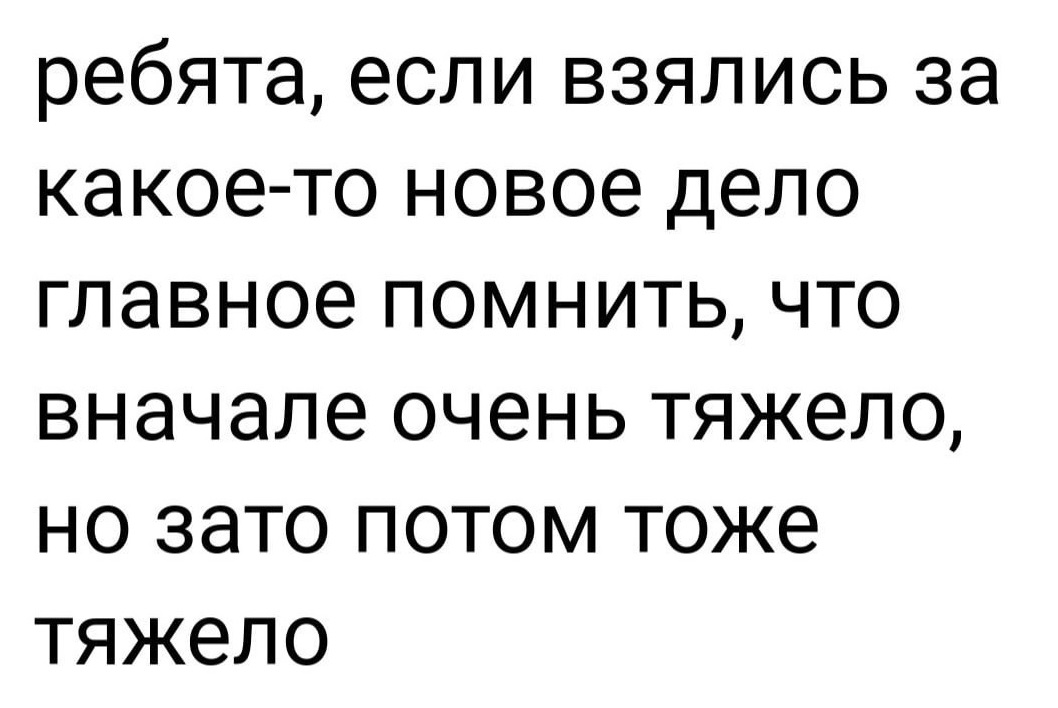 ребята, если взялись за
какое-то новое дело
главное помнить, что
вначале очень тяжело,
но зато потом тоже
тяжело